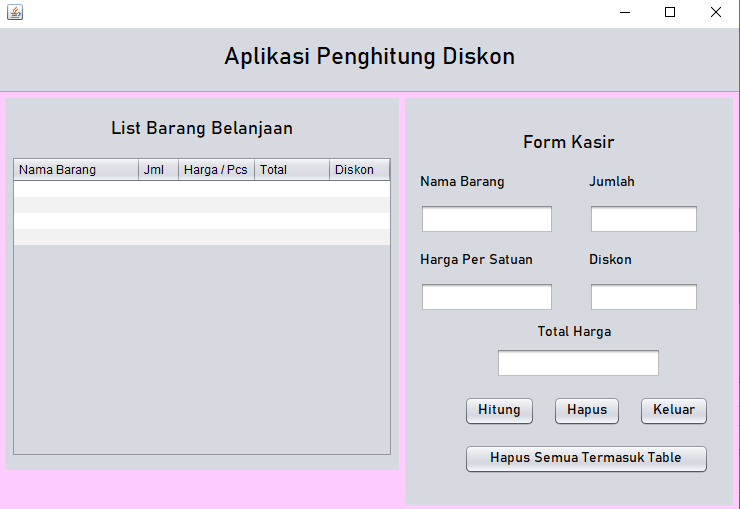 Aplikasi Penghitung Diskon
List Barang Belanjaan
Nama Barang Jml Harga / Pcs Total Diskon
Form Kasir
Nama Barang Jumlah
Harga Per Satuan Diskon
Total Harga
Hitung Hapus Keluar
Hapus Semua Termasuk Table